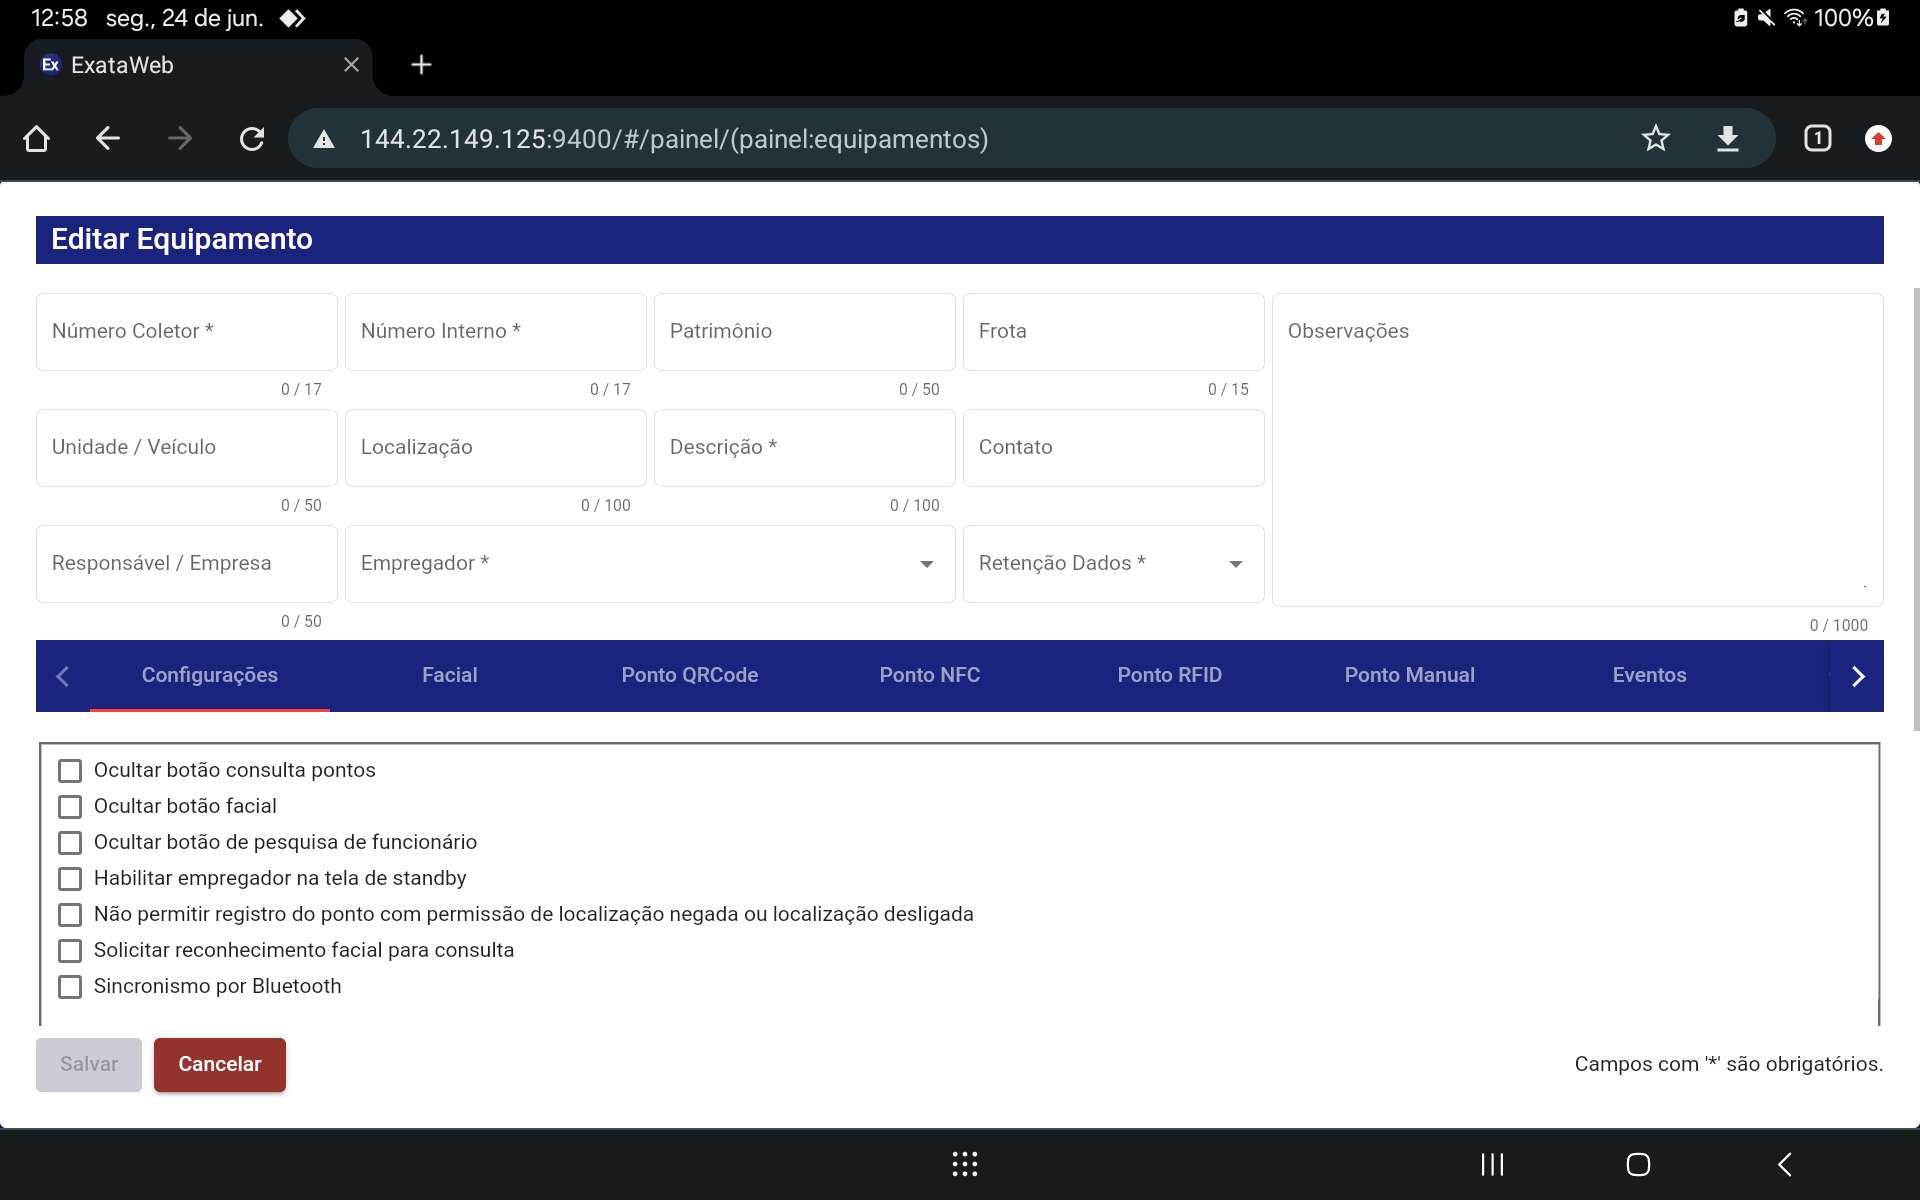 12:58 seg., 24 de jun. 100%
Ex ExataWeb
144.22.149.125:9400/#/painel/(painel:equipamentos) 1
Editar Equipamento
Número Coletor * Número Interno * Patrimônio Frota Observações
0 / 17 0 / 17 0 / 50 0 / 15
Unidade / Veículo Localização Descrição * Contato
0 / 50 0 / 100 0 / 100
Responsável / Empresa Empregador * Retenção Dados *
0 / 50 0 / 1000
Configurações Facial Ponto QRCode Ponto NFC Ponto RFID Ponto Manual Eventos
Ocultar botão consulta pontos
Ocultar botão facial
Ocultar botão de pesquisa de funcionário
Habilitar empregador na tela de standby
Não permitir registro do ponto com permissão de localização negada ou localização desligada
Solicitar reconhecimento facial para consulta
Sincronismo por Bluetooth
Salvar Cancelar Campos com '*' são obrigatórios.